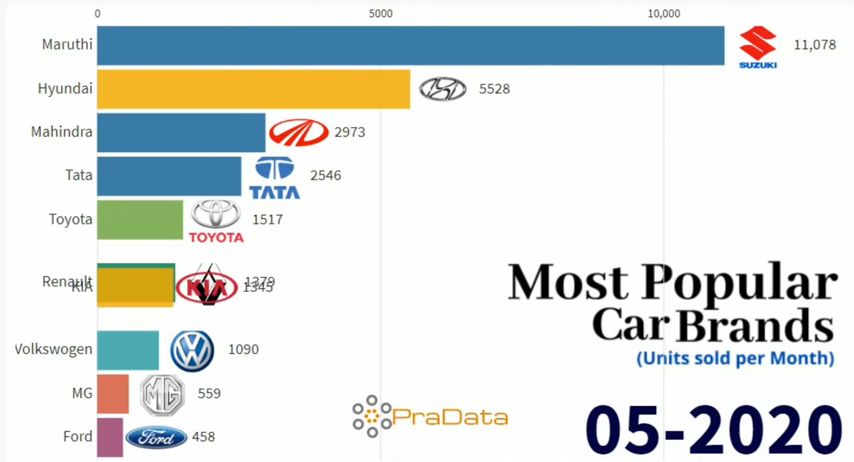 0 5000 10,000
Maruthi SUZUKI 11,078
Hyundai 5528
Mahindra 2973
Tata TATA 2546
Toyota TOYOTA 1517
Renault 1379
KIA KIA 1345
Volkswogen 1090
MG MG 559
Ford Ford 458
Most Popular
Car Brands
(Units sold per Month)
PraData
05-2020